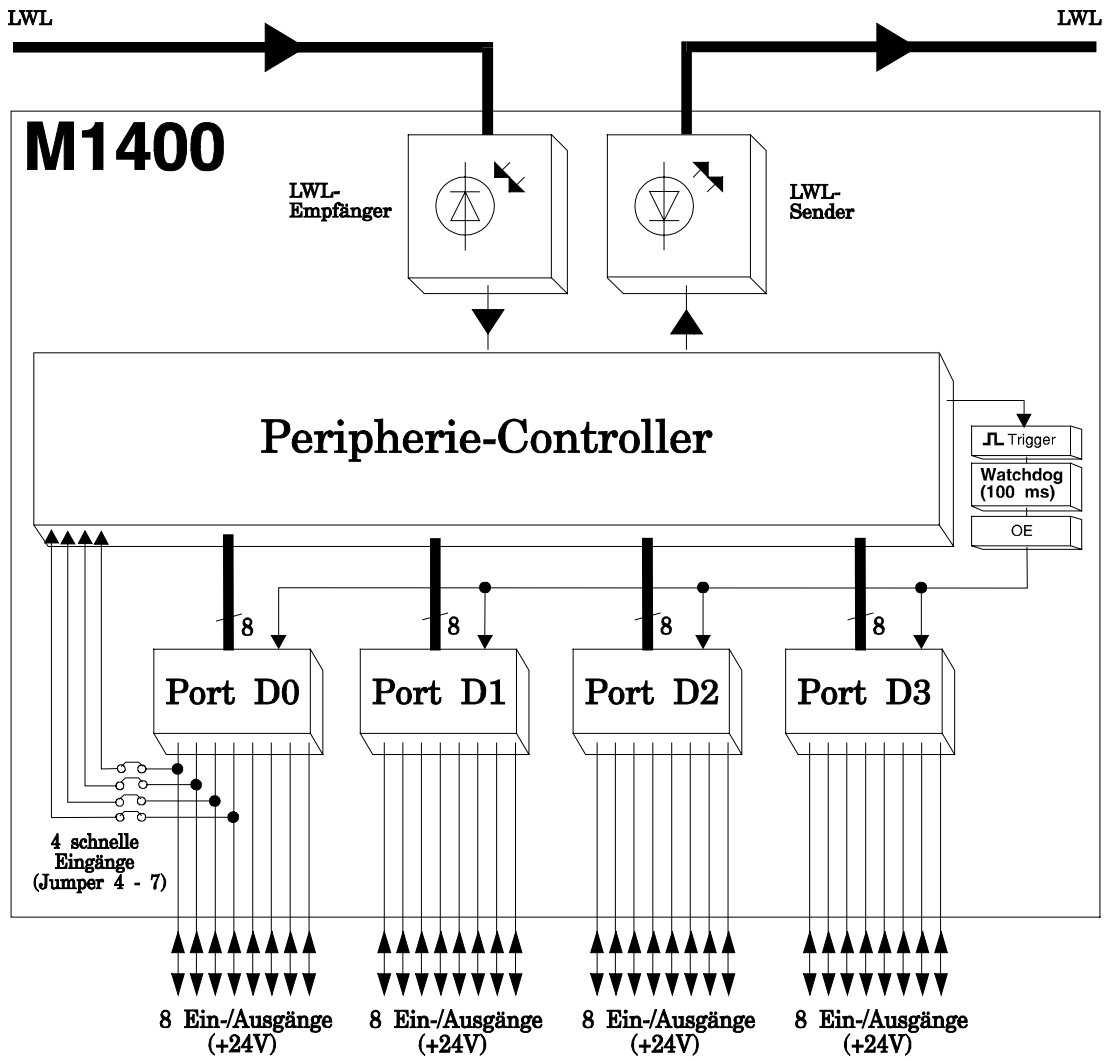 LWL
LWL
M1400
LWL-
Empfänger
LWL-
Sender
Peripherie-Controller
Trigger
Watchdog
(100 ms)
OE
8
8
8
8
Port D0
Port D1
Port D2
Port D3
4 schnelle
Eingänge
(Jumper 4 - 7)
8 Ein-/Ausgänge
(+24V)
8 Ein-/Ausgänge
(+24V)
8 Ein-/Ausgänge
(+24V)
8 Ein-/Ausgänge
(+24V)